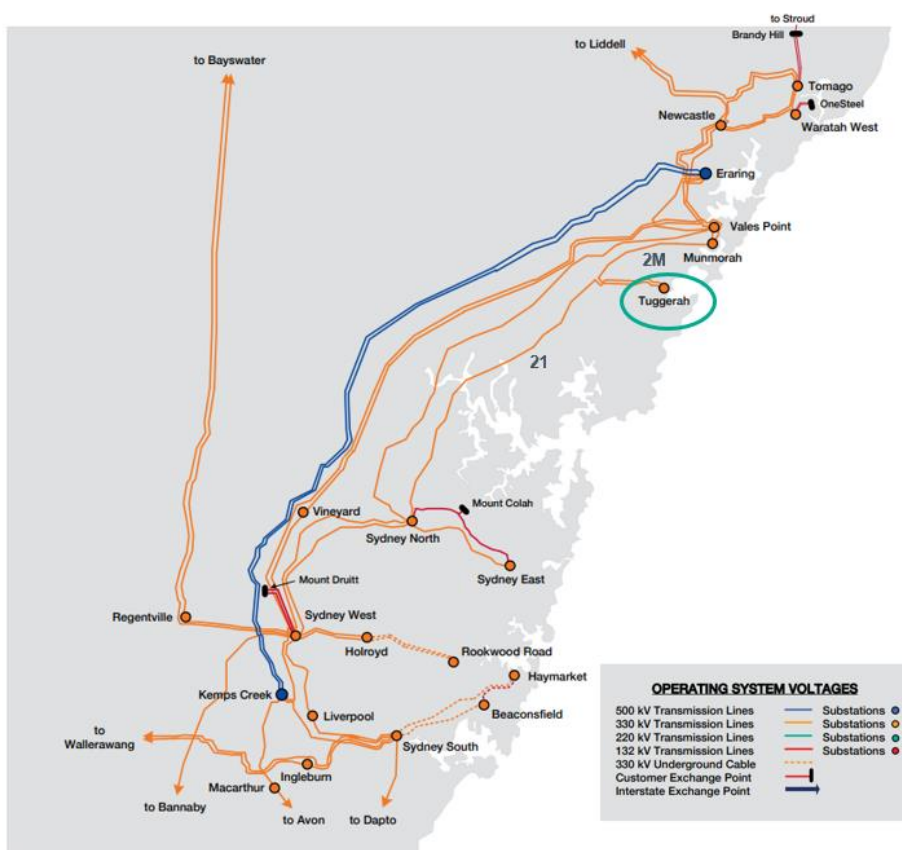 to Stroud
Brandy Hill
to Liddell
to Bayswater
Tomago
OneSteel
Newcastle
Waratah West
Eraring
Vales Point
Munmorah
2M
Tuggerah
21
Mount Colah
Vineyard
Sydney North
Sydney East
Mount Druitt
Regentville
Sydney West
Holroyd
Rookwood Road
Haymarket
Kemps Creek
Beaconsfield
Liverpool
to
Wallerawang
Sydney South
Ingleburn
Macarthur
to Bannaby
to Avon
to Dapto
OPERATING SYSTEM VOLTAGES
500 kV Transmission Lines Substations
330 kV Transmission Lines Substations
220 kV Transmission Lines Substations
132 kV Transmission Lines Substations
330 kV Underground Cable
Customer Exchange Point
Interstate Exchange Point